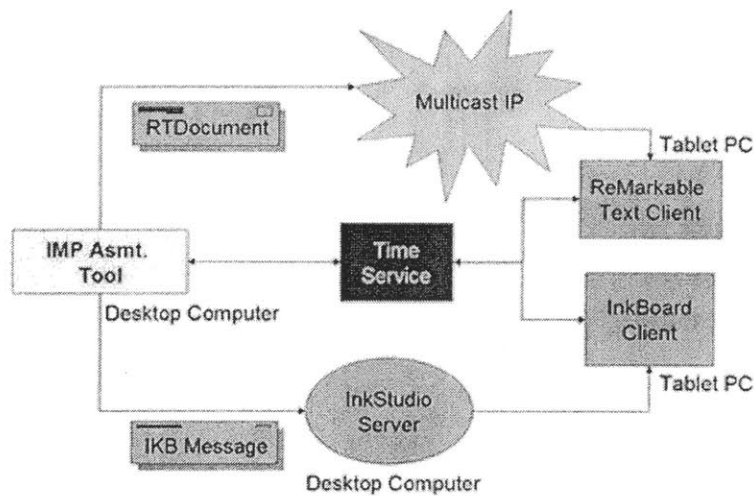 Multicast IP
RTDocument
Tablet PC
ReMarkable
Text Client
IMP Asmt.
Tool
Time
Service
Desktop Computer
InkBoard
Client
InkStudio
Server
Tablet PC
IKB Message
Desktop Computer